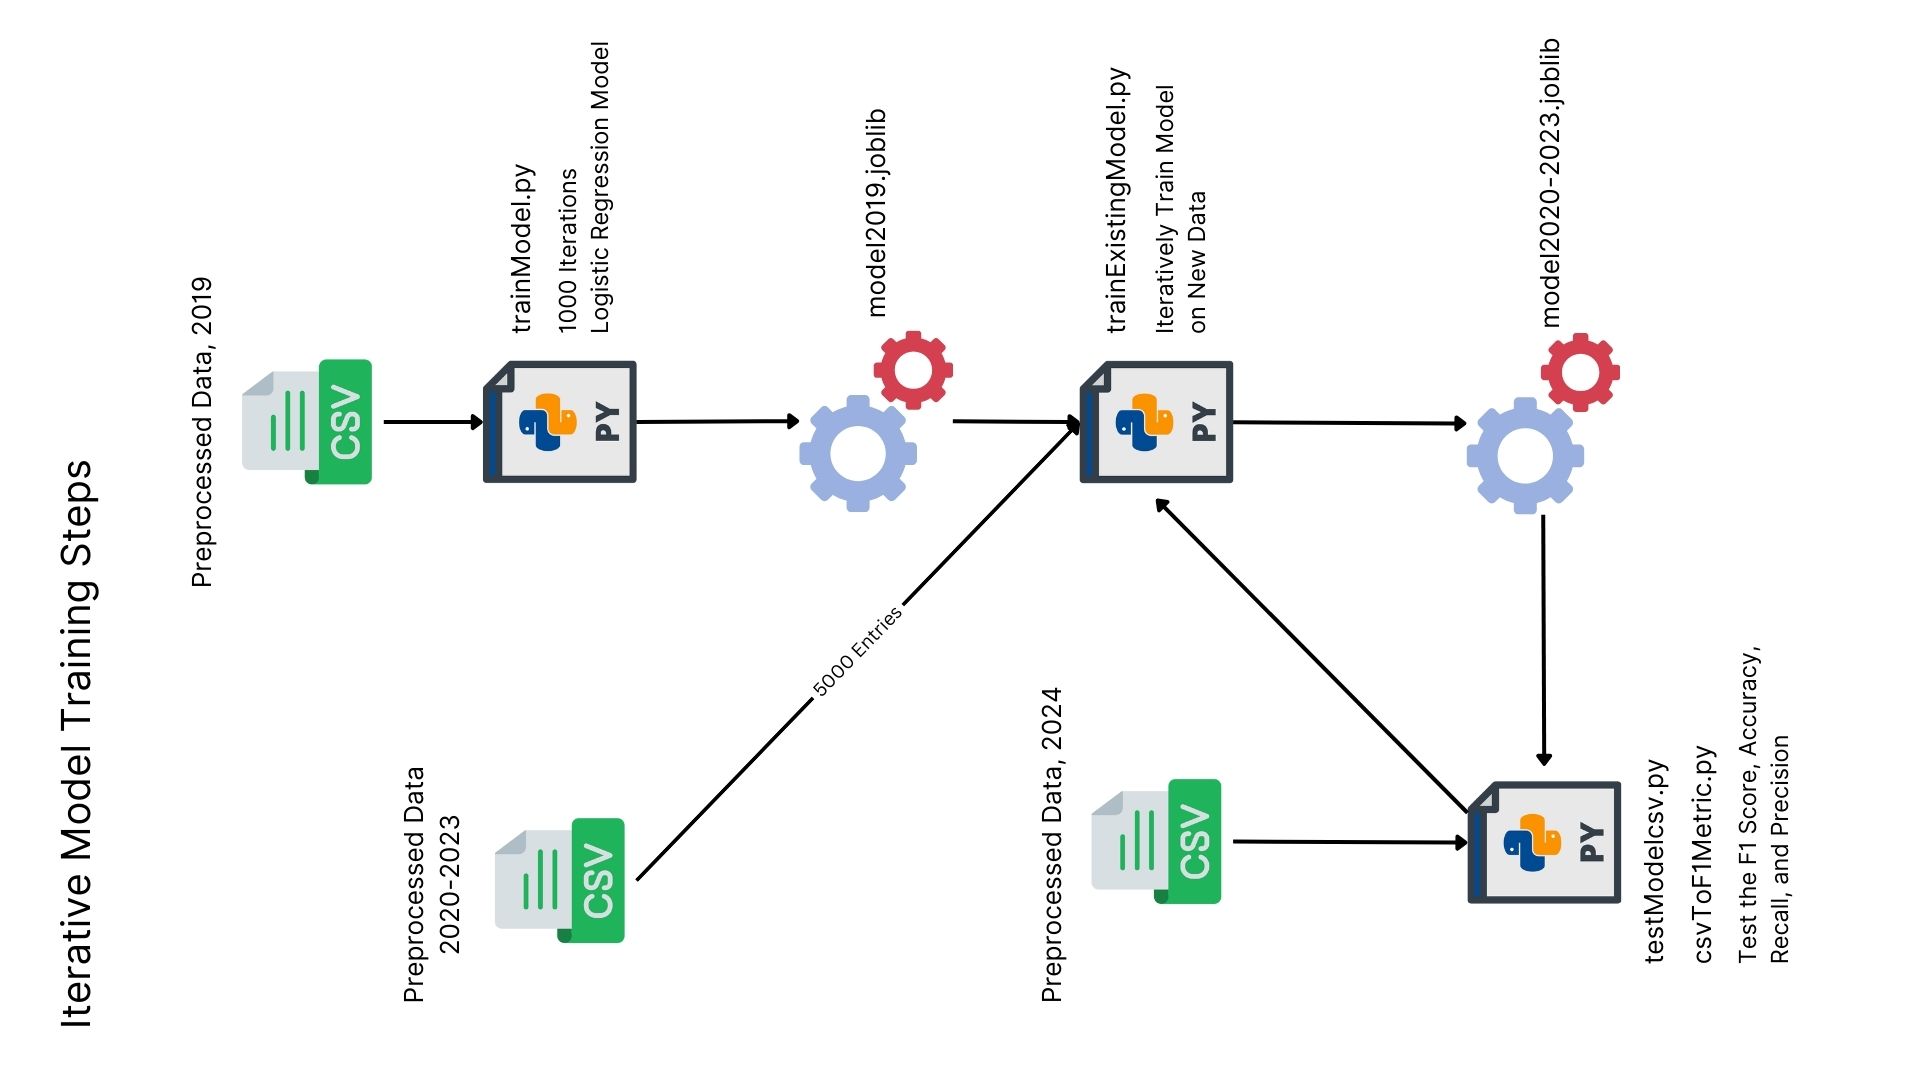 Iterative Model Training Steps
Preprocessed Data, 2019
CSV
Preprocessed Data
2020-2023
CSV
trainModel.py
1000 Iterations
Logistic Regression Model
PY
5000 Entries
model2019.joblib
Preprocessed Data, 2024
CSV
trainExistingModel.py
Iteratively Train Model
on New Data
PY
model2020-2023.joblib
PY
testModelcsv.py
csvToF1Metric.py
Test the F1 Score, Accuracy,
Recall, and Precision